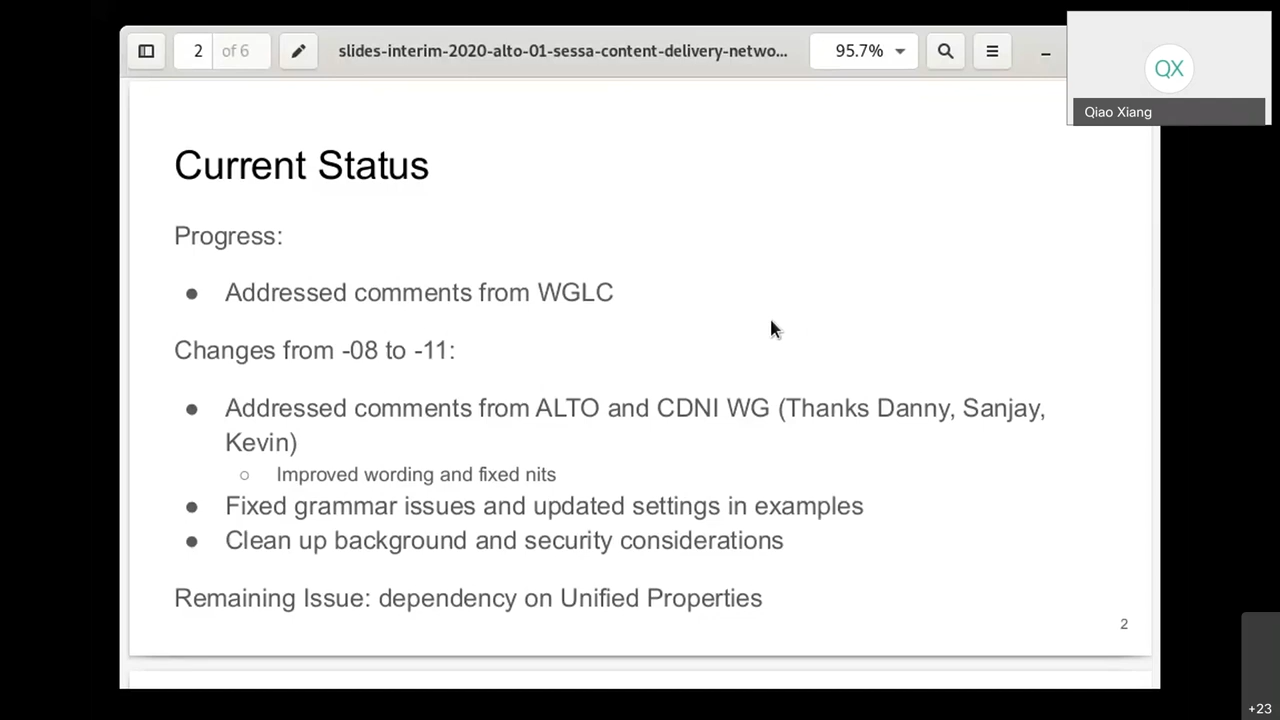 2 of 6
slides-interim-2020-alto-01-sessa-content-delivery-netwo...
95.7%
QX
Qiao Xiang
Current Status
Progress:
● Addressed comments from WGLC
Changes from -08 to -11:
● Addressed comments from ALTO and CDNI WG (Thanks Danny, Sanjay,
Kevin)
○ Improved wording and fixed nits
● Fixed grammar issues and updated settings in examples
● Clean up background and security considerations
Remaining Issue: dependency on Unified Properties
2
+23